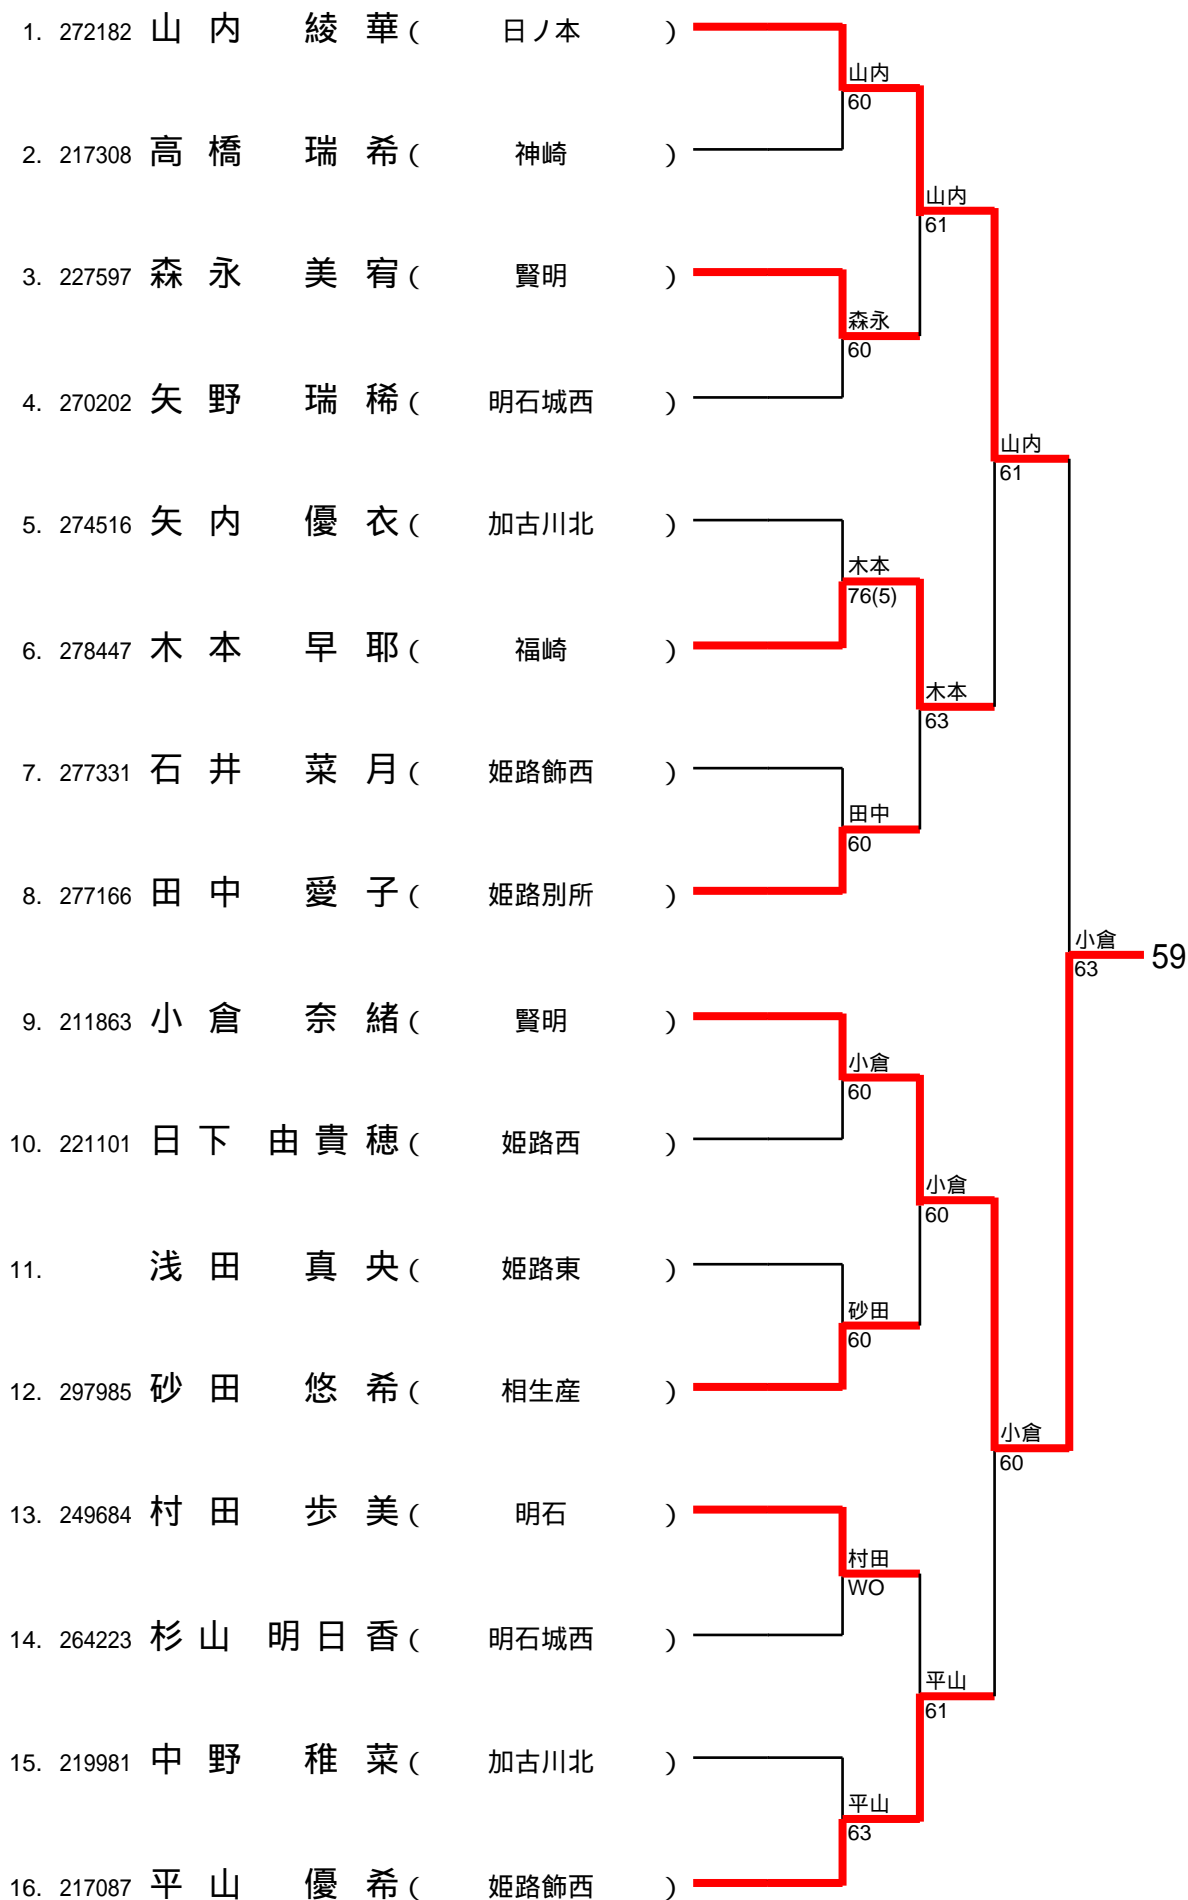 1. 272182 山内 綾華 ( 日ノ本 )
山内
60
2. 217308 高橋 瑞希 ( 神崎 )
山内
61
3. 227597 森永 美宥 ( 賢明 )
森永
60
4. 270202 矢野 瑞稀 ( 明石城西 )
山内
61
5. 274516 矢内 優衣 ( 加古川北 )
木本
76(5)
6. 278447 木本 早耶 ( 福崎 )
木本
63
7. 277331 石井 菜月 ( 姫路飾西 )
田中
60
8. 277166 田中 愛子 ( 姫路別所 )
小倉
63
59
9. 211863 小倉 奈緒 ( 賢明 )
小倉
60
10. 221101 日下 由貴穂 ( 姫路西 )
小倉
60
11. 浅田 真央 ( 姫路東 )
砂田
60
12. 297985 砂田 悠希 ( 相生産 )
小倉
60
13. 249684 村田 歩美 ( 明石 )
村田
WO
14. 264223 杉山 明日香 ( 明石城西 )
平山
61
15. 219981 中野 稚菜 ( 加古川北 )
平山
63
16. 217087 平山 優希 ( 姫路飾西 )